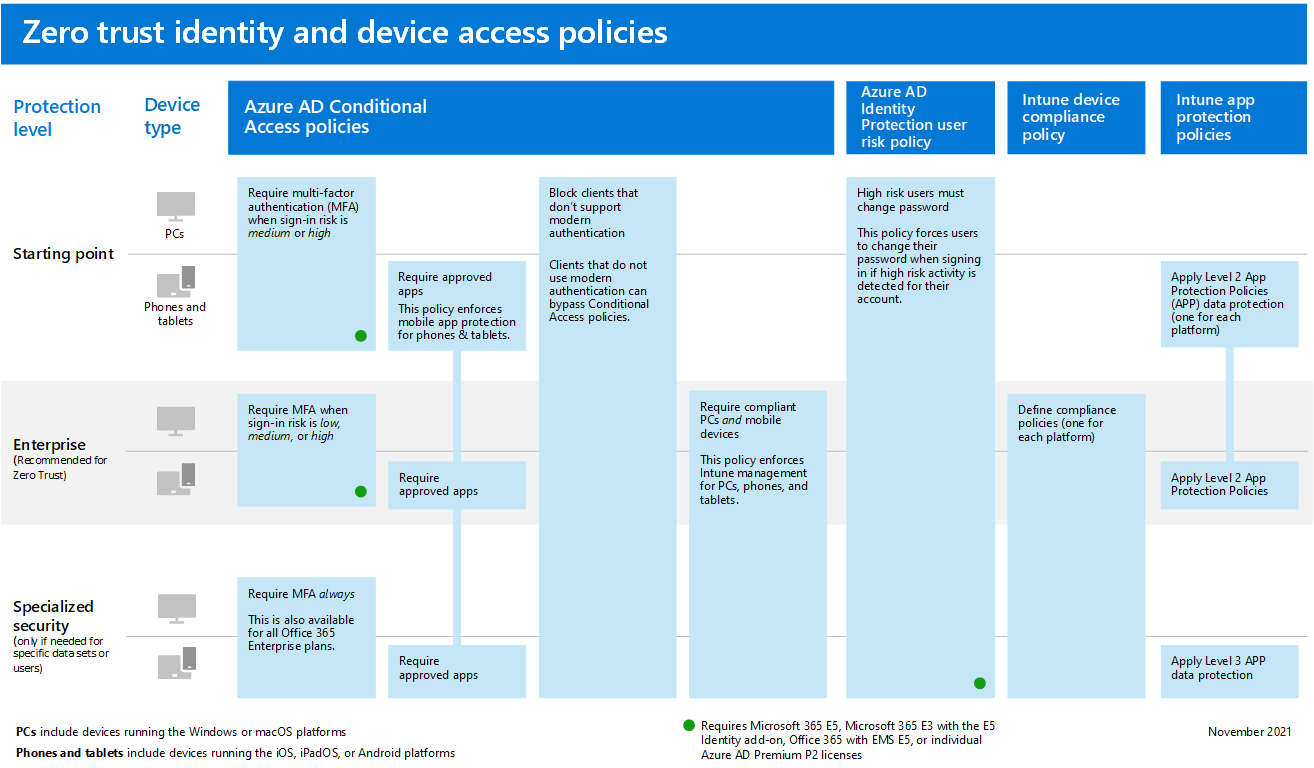 Zero trust identity and device access policies
Protection
level
Device
type
Azure AD Conditional
Access policies
Azure AD
Identity
Protection user
risk policy
Intune device
compliance
policy
Intune app
protection
policies
Starting point
PCs
Phones and
tablets
Require multi-factor
authentication (MFA)
when sign-in risk is
medium or high
Require approved
apps
This policy enforces
mobile app protection
for phones & tablets.
Block clients that
don’t support
modern
authentication
Clients that do not
use modern
authentication can
bypass Conditional
Access policies.
High risk users must
change password
This policy forces users
to change their
password when signing
in if high risk activity is
detected for their
account.
Apply Level 2 App
Protection Policies
(APP) data protection
(one for each
platform)
Enterprise
(Recommended for
Zero Trust)
Require MFA when
sign-in risk is low,
medium, or high
Require
approved apps
Require compliant
PCs and mobile
devices
This policy enforces
Intune management
for PCs, phones, and
tablets.
Define compliance
policies (one for
each platform)
Apply Level 2 App
Protection Policies
Specialized
security
(only if needed for
specific data sets or
users)
Require MFA always
This is also available
for all Office 365
Enterprise plans.
Require
approved apps
Apply Level 3 APP
data protection
PCs include devices running the Windows or macOS platforms
Phones and tablets include devices running the iOS, iPadOS, or Android platforms
Requires Microsoft 365 E5, Microsoft 365 E3 with the E5
Identity add-on, Office 365 with EMS E5, or individual
Azure AD Premium P2 licenses
November 2021